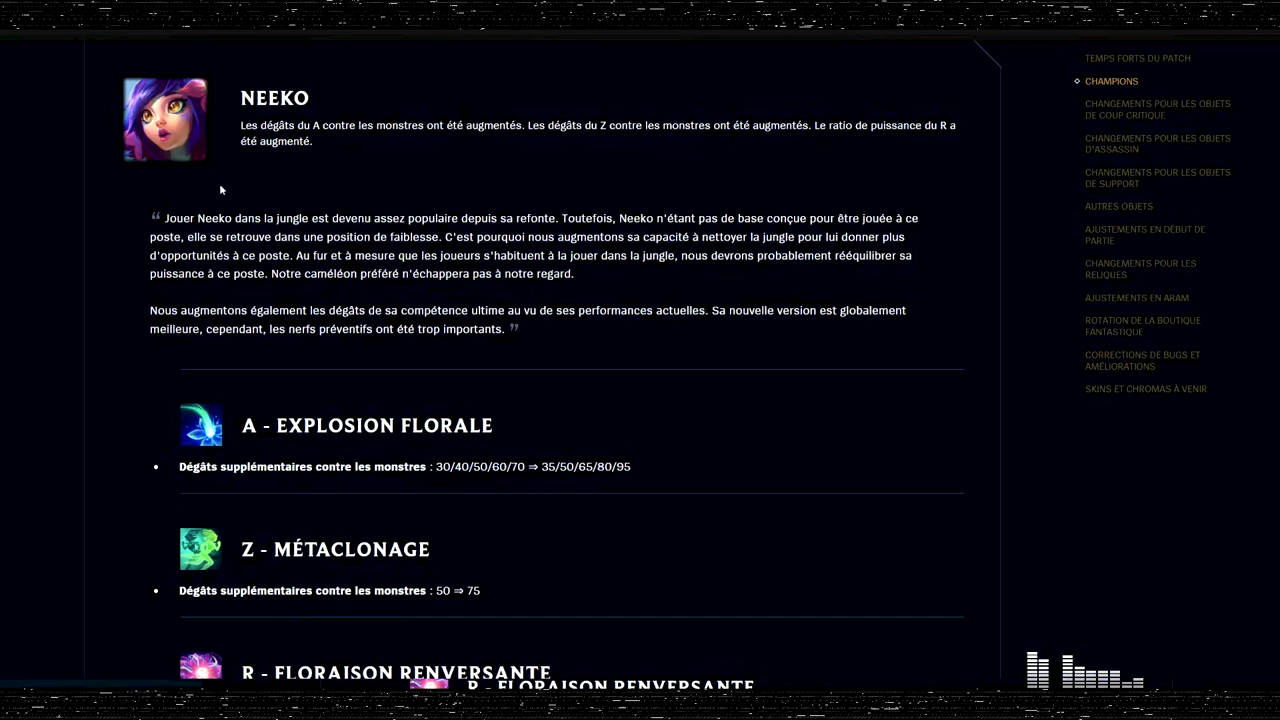 NEEKO
Les dégâts du A contre les monstres ont été augmentés. Les dégâts du Z contre les monstres ont été augmentés. Le ratio de puissance du R a
été augmenté.
“ Jouer Neeko dans la jungle est devenu assez populaire depuis sa refonte. Toutefois, Neeko n'étant pas de base conçue pour être jouée à ce
poste, elle se retrouve dans une position de faiblesse. C'est pourquoi nous augmentons sa capacité à nettoyer la jungle pour lui donner plus
d'opportunités à ce poste. Au fur et à mesure que les joueurs s'habituent à la jouer dans la jungle, nous devrons probablement rééquilibrer sa
puissance à ce poste. Notre caméléon préféré n'échappera pas à notre regard.
Nous augmentons également les dégâts de sa compétence ultime au vu de ses performances actuelles. Sa nouvelle version est globalement
meilleure, cependant, les nerfs préventifs ont été trop importants. ”
A - EXPLOSION FLORALE
• Dégâts supplémentaires contre les monstres : 30/40/50/60/70 ⇒ 35/50/65/80/95
Z - MÉTACLONAGE
• Dégâts supplémentaires contre les monstres : 50 ⇒ 75
R - FLORAISON RENVERSANTE
R - FLORAISON RENVERSANTE
TEMPS FORTS DU PATCH
CHAMPIONS
CHANGEMENTS POUR LES OBJETS
DE COUP CRITIQUE
CHANGEMENTS POUR LES OBJETS
D'ASSASSIN
CHANGEMENTS POUR LES OBJETS
DE SUPPORT
AUTRES OBJETS
AJUSTEMENTS EN DÉBUT DE
PARTIE
CHANGEMENTS POUR LES
RELIQUES
AJUSTEMENTS EN ARAM
ROTATION DE LA BOUTIQUE
FANTASTIQUE
CORRECTIONS DE BUGS ET
AMÉLIORATIONS
SKINS ET CHROMAS À VENIR